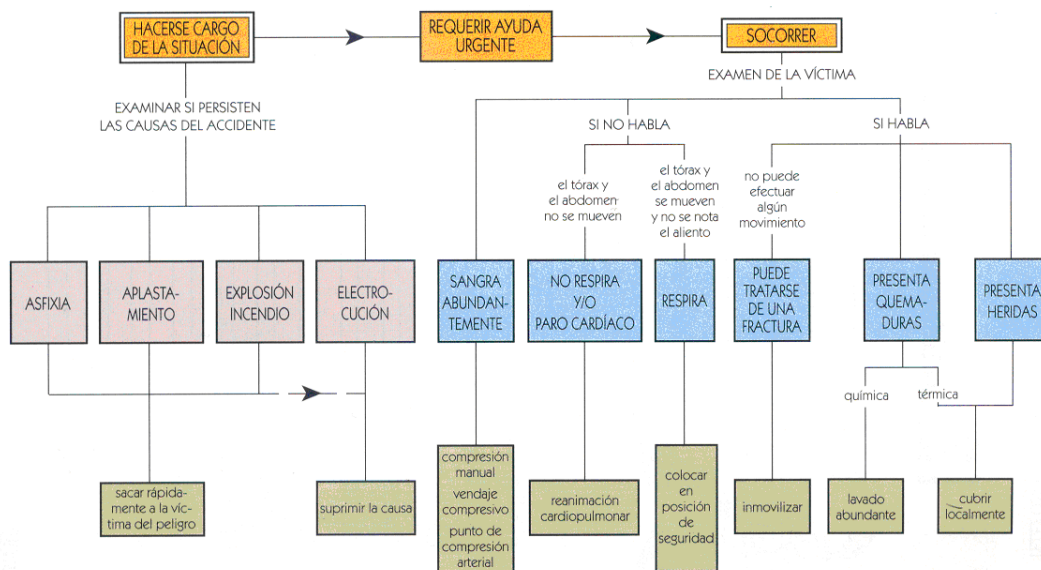 HACERSE CARGO
DE LA SITUACIÓN
REQUERIR AYUDA
URGENTE
SOCORRER
EXAMEN DE LA VÍCTIMA
EXAMINAR SI PERSISTEN
LAS CAUSAS DEL ACCIDENTE
SI NO HABLA
SI HABLA
el tórax y
el abdomen
no se mueven
el tórax y
el abdomen
se mueven
y no se nota
el aliento
no puede
efectuar
algún
movimiento
ASFIXIA
APLASTA-
MIENTO
EXPLOSIÓN
INCENDIO
ELECTRO-
CUCIÓN
SANGRA
ABUNDAN-
TEMENTE
NO RESPIRA
Y/O
PARO CARDÍACO
RESPIRA
PUEDE
TRATARSE
DE UNA
FRACTURA
PRESENTA
QUEMA-
DURAS
PRESENTA
HERIDAS
química
térmica
sacar rápida-
mente a la víc-
tima del peligro
suprimir la causa
compresión
manual
vendaje
compresivo
punto de
compresión
arterial
reanimación
cardiopulmonar
colocar
en
posición
de
seguridad
inmovilizar
lavado
abundante
cubrir
localmente